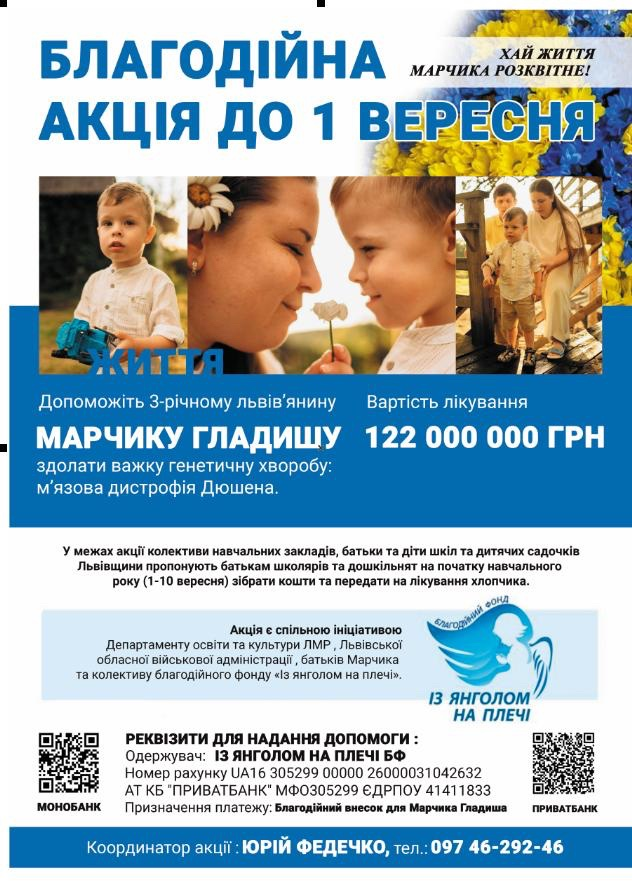 БЛАГОДІЙНА
АКЦІЯ ДО 1 ВЕРЕСНЯ
ХАЙ ЖИТТЯ
МАРЧИКА РОЗКВІТНЕ!
ЖИТТЯ
Допоможіть 3-річному львів’янину
МАРЧИКУ ГЛАДИШУ
здолати важку генетичну хворобу:
м’язова дистрофія Дюшена.
Вартість лікування
122 000 000 ГРН
У межах акції колективи навчальних закладів, батьки та діти шкіл та дитячих садочків
Львівщини пропонують батькам школярів та дошкільнят на початку навчального
року (1-10 вересня) зібрати кошти та передати на лікування хлопчика.
Акція є спільною ініціативою
Департаменту освіти та культури ЛМР , Львівської
обласної військової адміністрації , батьків Марчика
та колективу благодійного фонду «Із янголом на плечі».
БЛАГОДІЙНИЙ ФОНД
ІЗ ЯНГОЛОМ
НА ПЛЕЧІ
РЕКВІЗИТИ ДЛЯ НАДАННЯ ДОПОМОГИ :
Одержувач: ІЗ ЯНГОЛОМ НА ПЛЕЧІ БФ
Номер рахунку UA16 305299 00000 26000031042632
АТ КБ "ПРИВАТБАНК" МФО305299 ЄДРПОУ 41411833
Призначення платежу: Благодійний внесок для Марчика Гладиша
МОНОБАНК
ПРИВАТБАНК
Координатор акції : ЮРІЙ ФЕДЕЧКО, тел.: 097 46-292-46